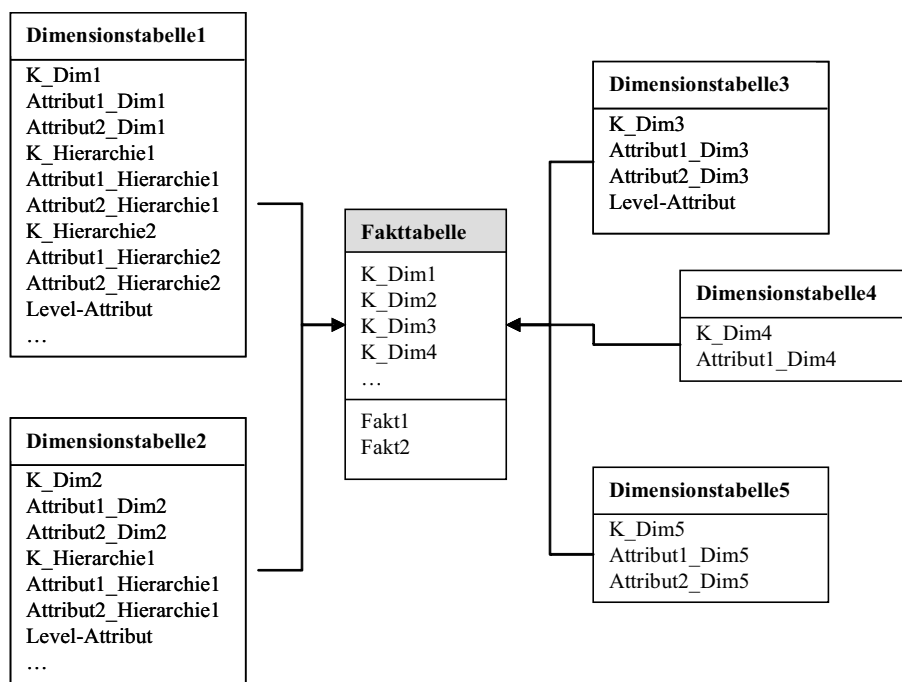 Dimensionstabelle1
K_Dim1
Attribut1_Dim1
Attribut2_Dim1
K_Hierarchie1
Attribut1_Hierarchie1
Attribut2_Hierarchie1
K_Hierarchie2
Attribut1_Hierarchie2
Attribut2_Hierarchie2
Level-Attribut
…
Dimensionstabelle2
K_Dim2
Attribut1_Dim2
Attribut2_Dim2
K_Hierarchie1
Attribut1_Hierarchie1
Attribut2_Hierarchie1
Level-Attribut
…
Fakttabelle
K_Dim1
K_Dim2
K_Dim3
K_Dim4
…
Fakt1
Fakt2
Dimensionstabelle3
K_Dim3
Attribut1_Dim3
Attribut2_Dim3
Level-Attribut
Dimensionstabelle4
K_Dim4
Attribut1_Dim4
Dimensionstabelle5
K_Dim5
Attribut1_Dim5
Attribut2_Dim5